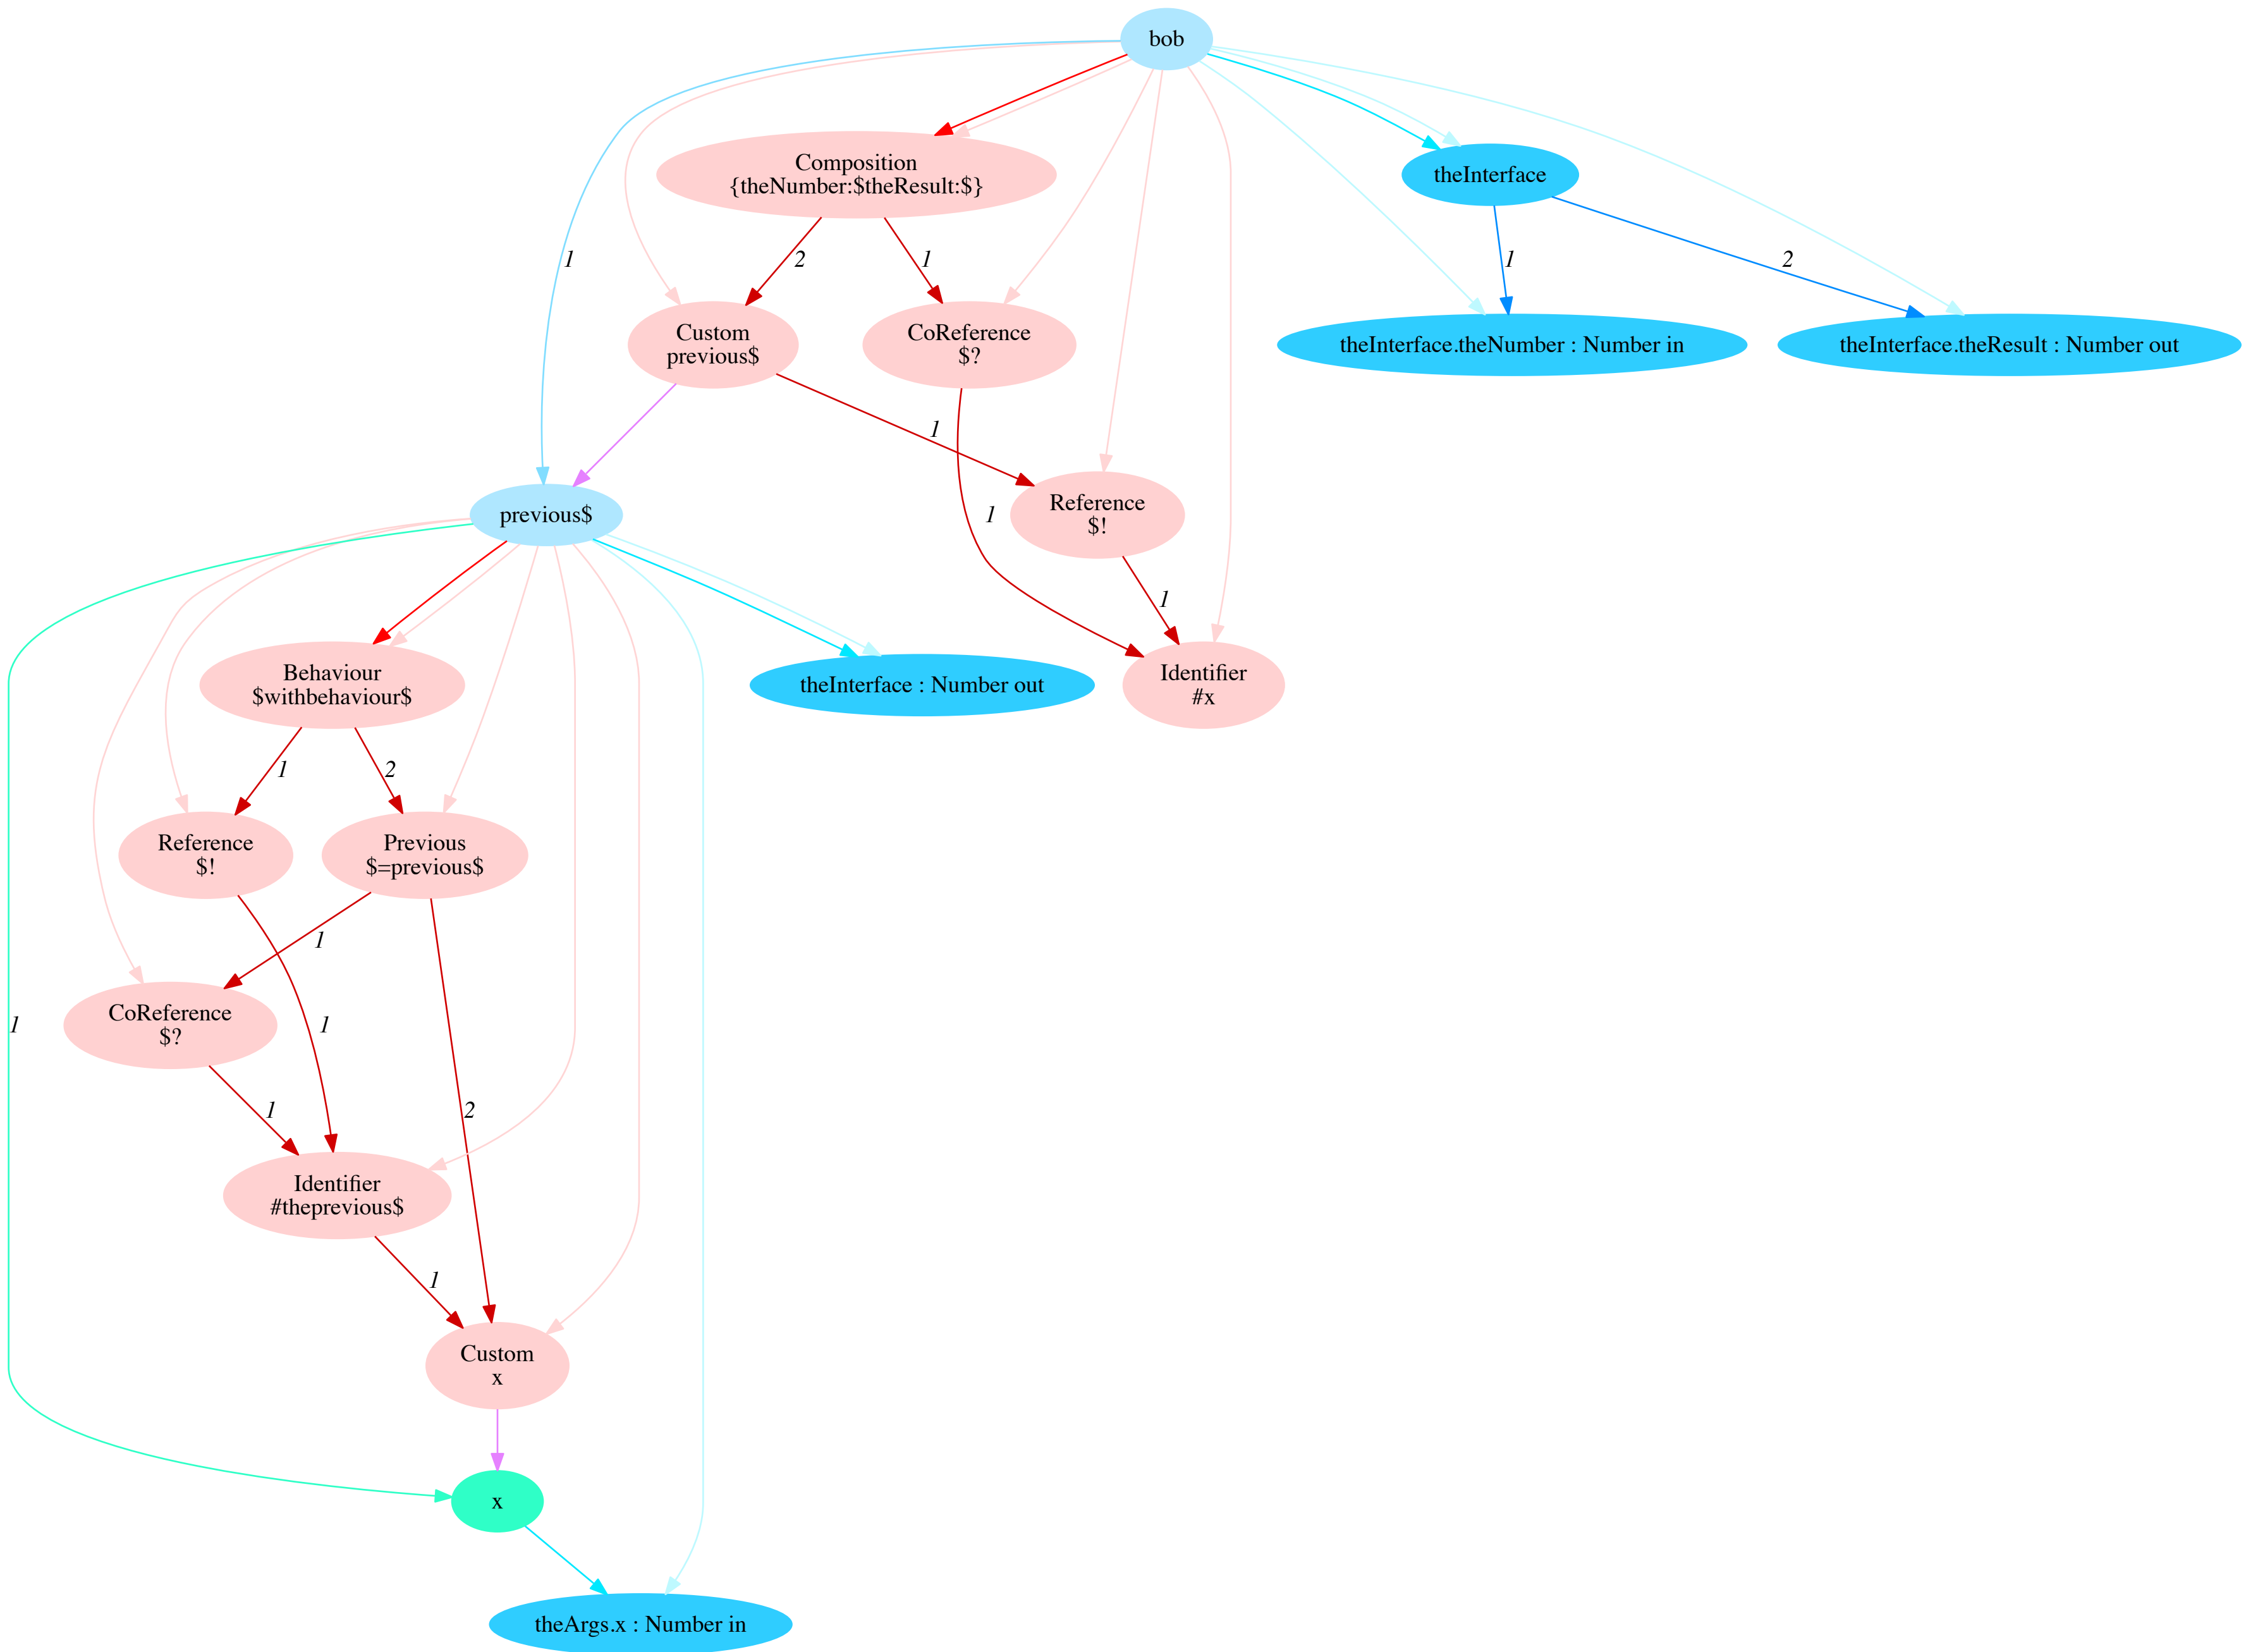 bob
Composition
{theNumber:$theResult:$}
theInterface
1
2
1
1
2
Custom
previous$
CoReference
$?
theInterface.theNumber : Number in
theInterface.theResult : Number out
1
previous$
Reference
$!
1
1
Behaviour
$withbehaviour$
theInterface : Number out
Identifier
#x
1
2
Reference
$!
Previous
$=previous$
1
CoReference
$?
1
1
1
2
Identifier
#theprevious$
1
Custom
x
x
theArgs.x : Number in